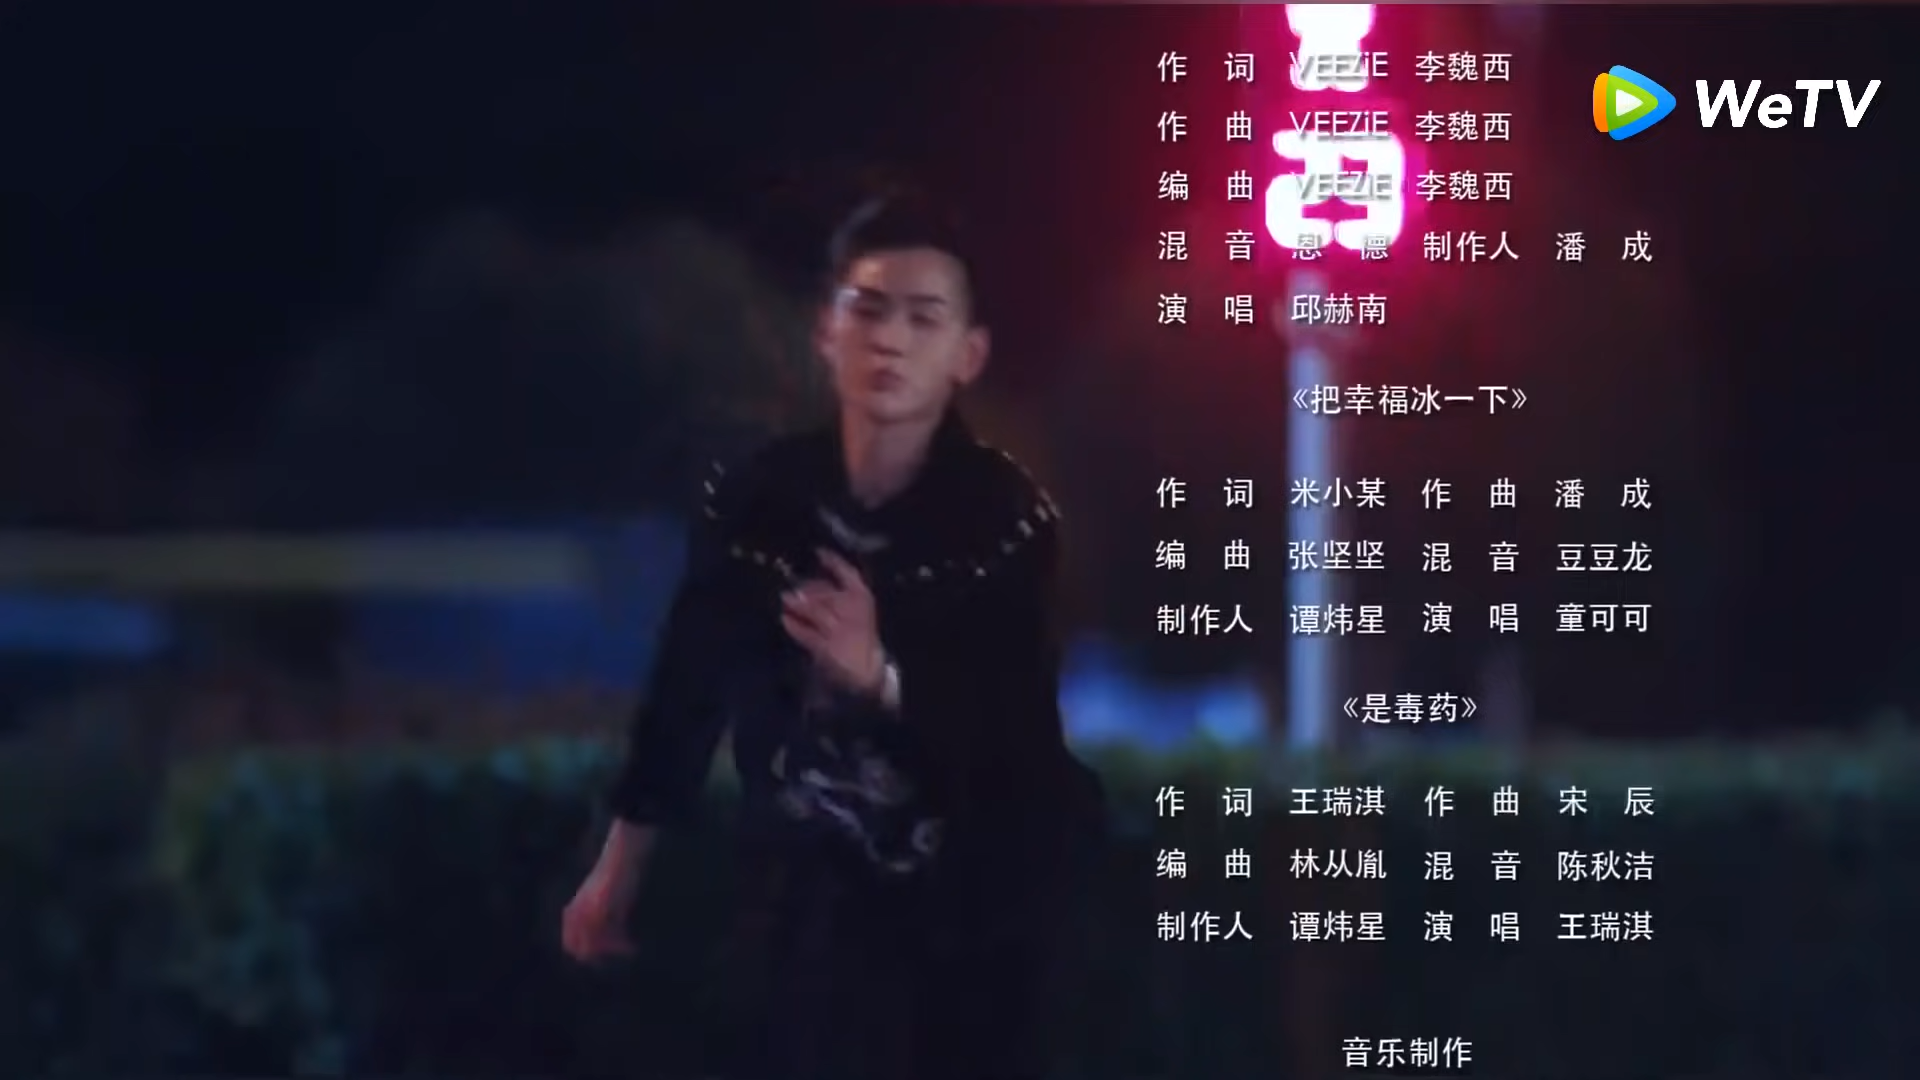 作 词 VEEZiE 李魏西
WeTV
作 曲 VEEZiE 李魏西
编 曲 VEEZiE 李魏西
混 音 恩 德 制作人 潘 成
演 唱 邱赫南
《把幸福冰一下》
作 词 米小某 作 曲 潘 成
编 曲 张坚坚 混 音 豆豆龙
制作人 谭炜星 演 唱 童可可
《是毒药》
作 词 王瑞淇 作 曲 宋 辰
编 曲 林从胤 混 音 陈秋洁
制作人 谭炜星 演 唱 王瑞淇
音乐制作